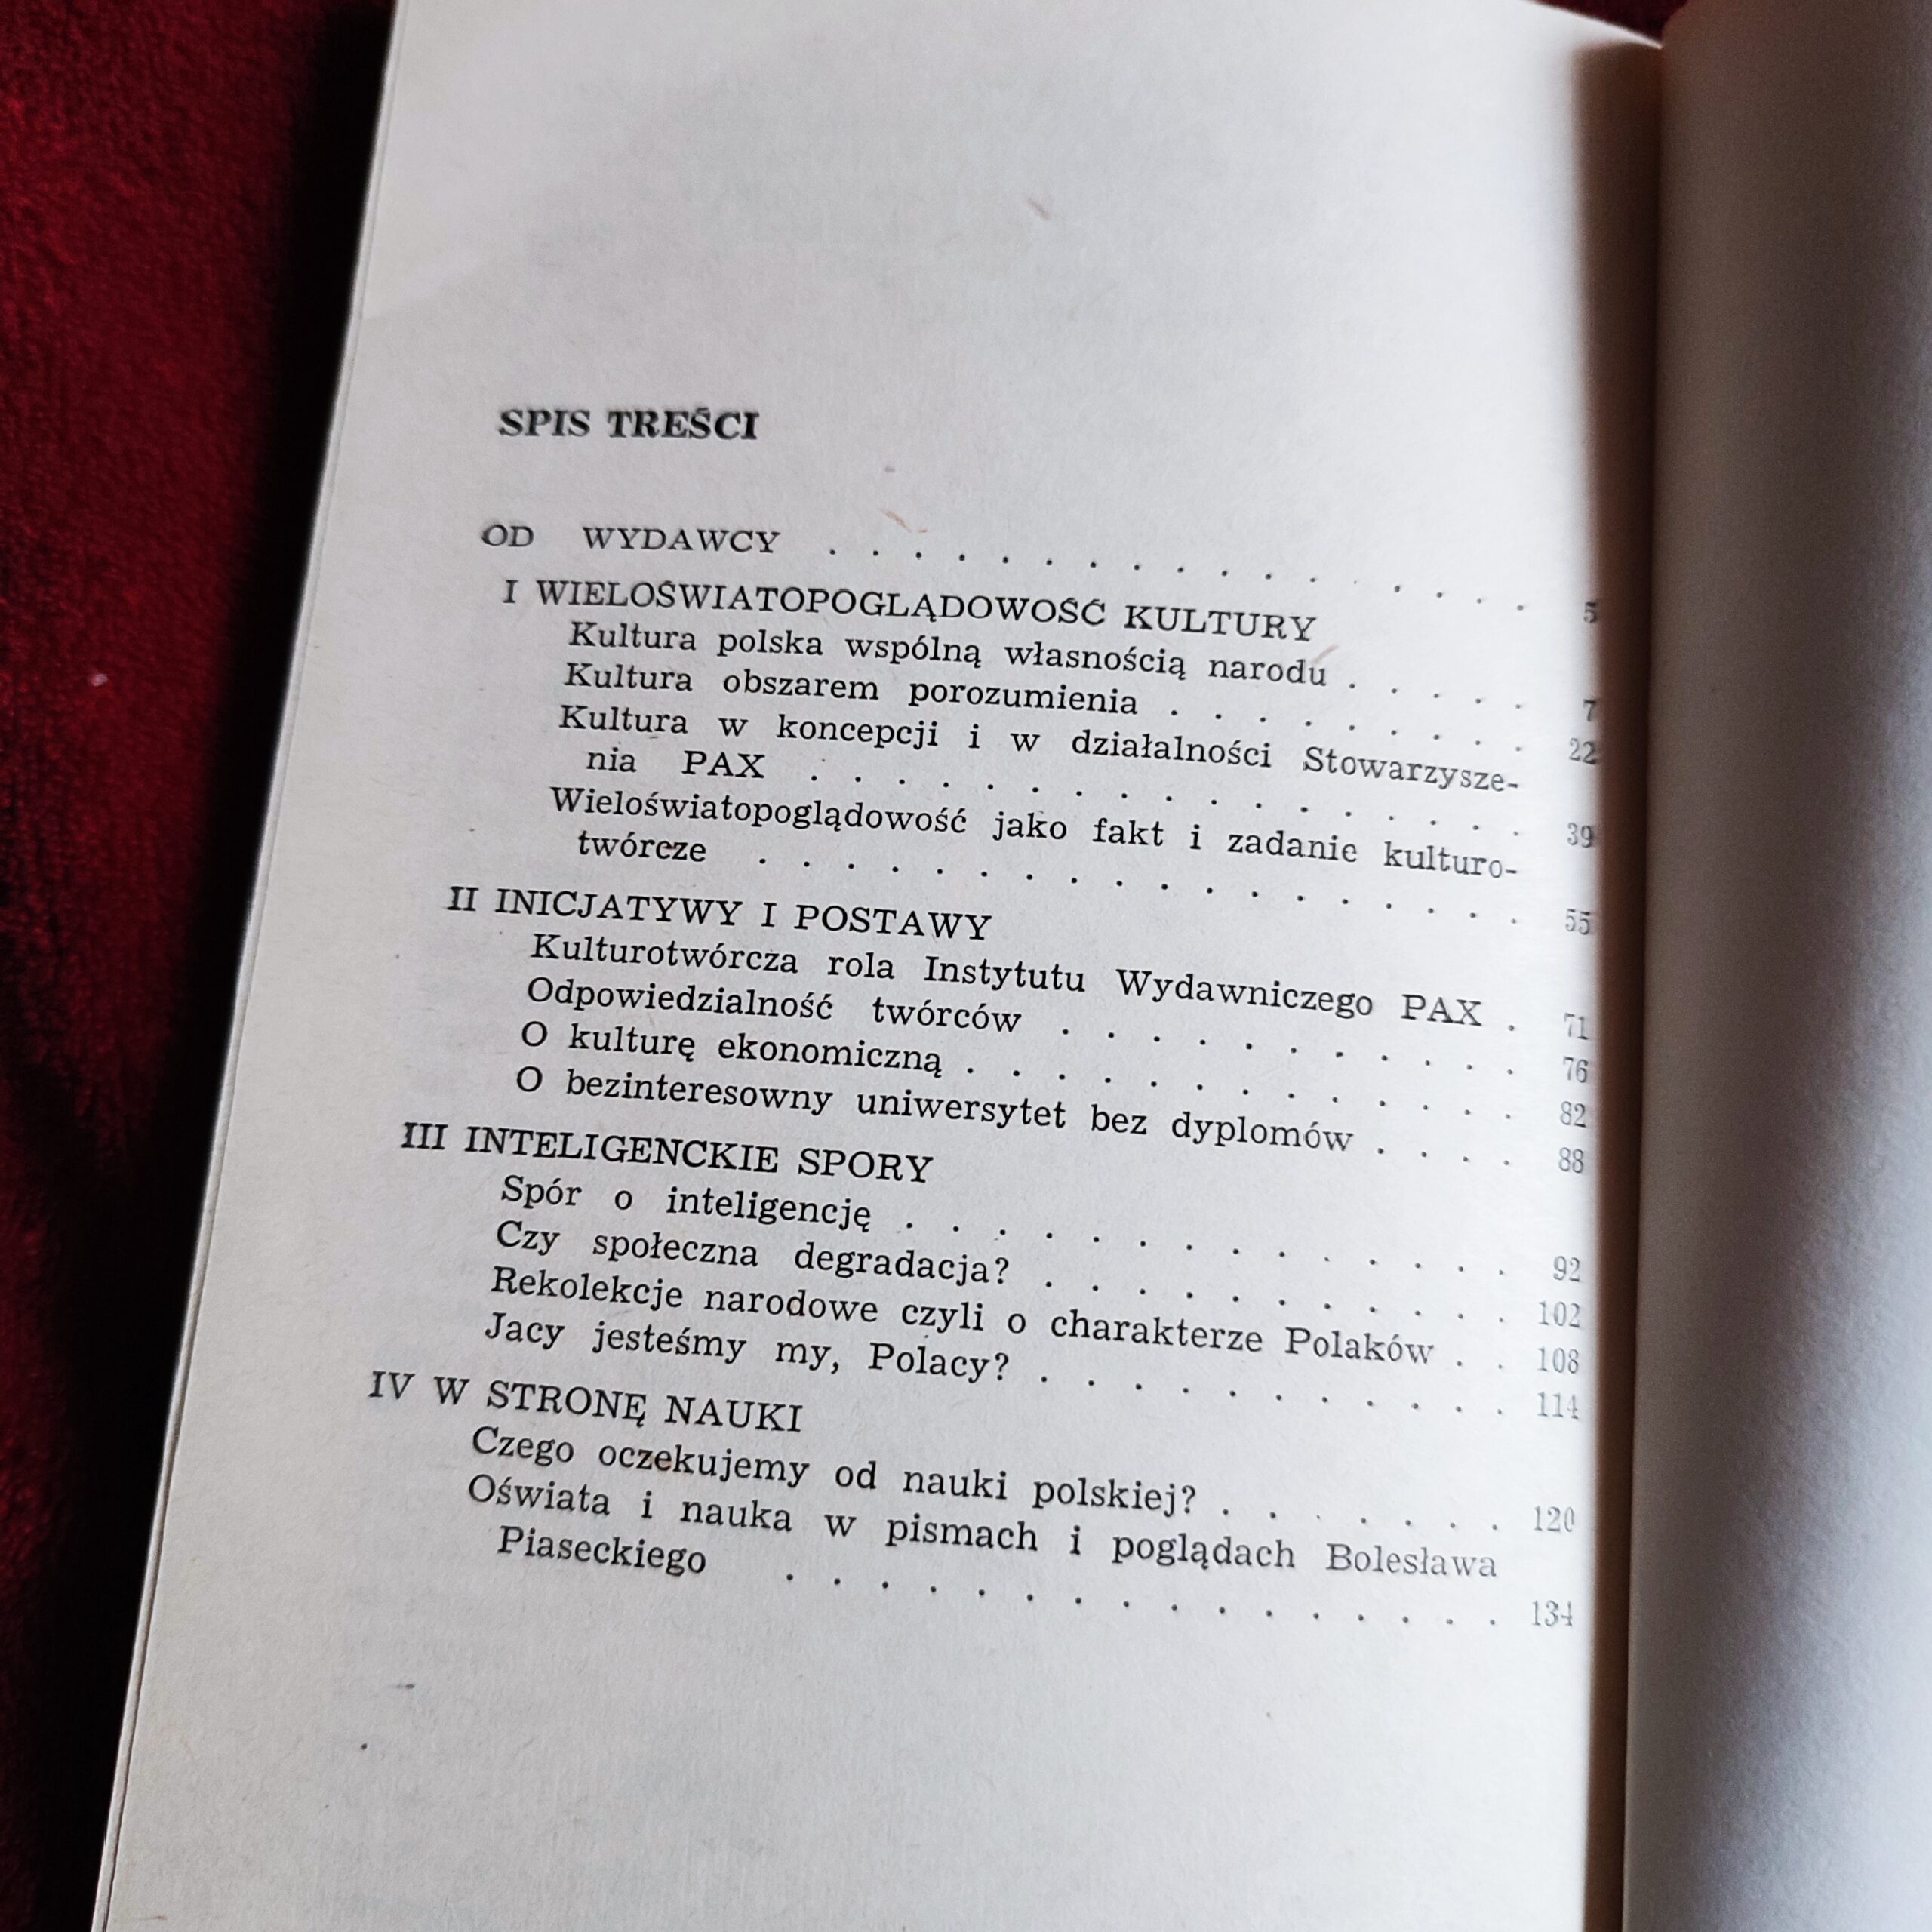 SPIS TREŚCI
OD WYDAWCY . . . . . . . . . . . . . . . . . 5
I WIELOŚWIATOPOGLĄDOWOŚĆ KULTURY
Kultura polska wspólną własnością narodu . . . . . 7
Kultura obszarem porozumienia . . . . . . . . . 22
Kultura w koncepcji i w działalności Stowarzysze-
nia PAX . . . . . . . . . . . . . . . . . 39
Wieloświatopoglądowość jako fakt i zadanie kulturo-
twórcze . . . . . . . . . . . . . . . . . . 55
II INICJATYWY I POSTAWY
Kulturotwórcza rola Instytutu Wydawniczego PAX . 71
Odpowiedzialność twórców . . . . . . . . . . . 76
O kulturę ekonomiczną . . . . . . . . . . . . . 82
O bezinteresowny uniwersytet bez dyplomów . . . . 88
III INTELIGENCKIE SPORY
Spór o inteligencję . . . . . . . . . . . . . . 92
Czy społeczna degradacja? . . . . . . . . . . . 102
Rekolekcje narodowe czyli o charakterze Polaków . . 108
Jacy jesteśmy my, Polacy? . . . . . . . . . . . 114
IV W STRONĘ NAUKI
Czego oczekujemy od nauki polskiej? . . . . . . . 120
Oświata i nauka w pismach i poglądach Bolesława
Piaseckiego . . . . . . . . . . . . . . . . 134